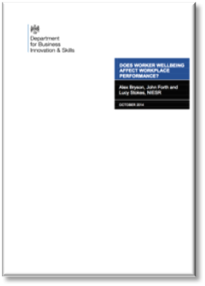 Department
for Business
Innovation & Skills
DOES WORKER WELLBEING
AFFECT WORKPLACE
PERFORMANCE?
Alex Bryson, John Forth and
Lucy Stokes, NIESR
OCTOBER 2014